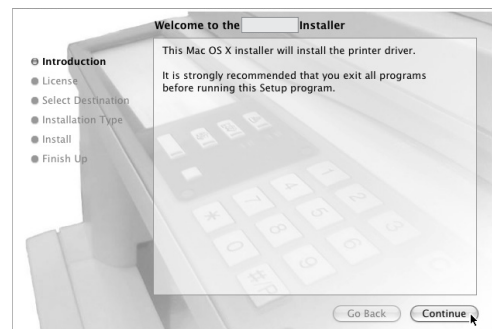 Welcome to the Installer
Introduction
License
Select Destination
Installation Type
Install
Finish Up
This Mac OS X installer will install the printer driver.
It is strongly recommended that you exit all programs
before running this Setup program.
Go Back
Continue